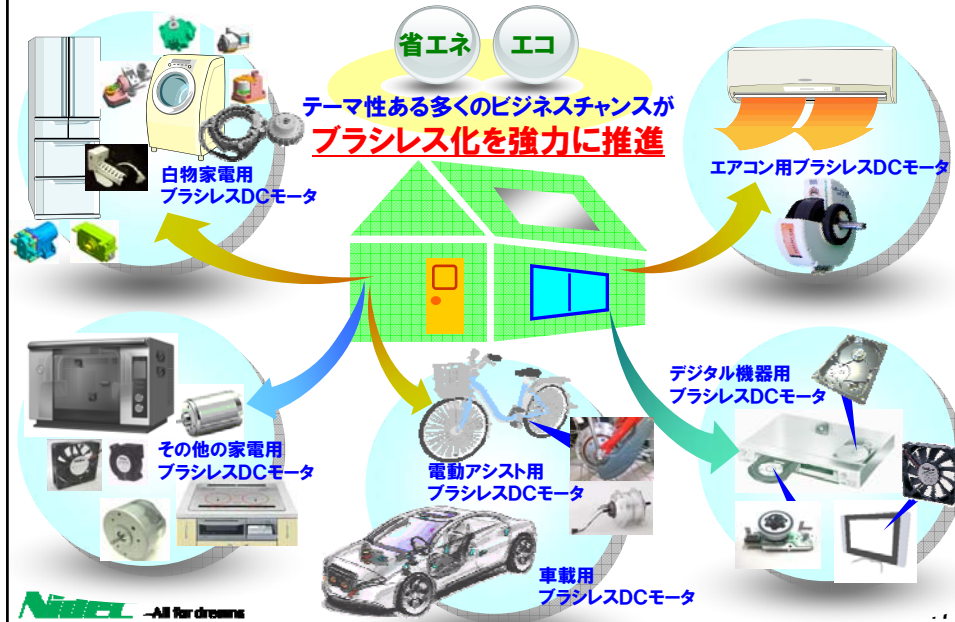 省エネ
エコ
テーマ性ある多くのビジネスチャンスが
ブラシレス化を強力に推進
白物家電用
ブラシレスDCモータ
エアコン用ブラシレスDCモータ
その他の家電用
ブラシレスDCモータ
電動アシスト用
ブラシレスDCモータ
デジタル機器用
ブラシレスDCモータ
車載用
ブラシレスDCモータ
Nidec
-All for dreams